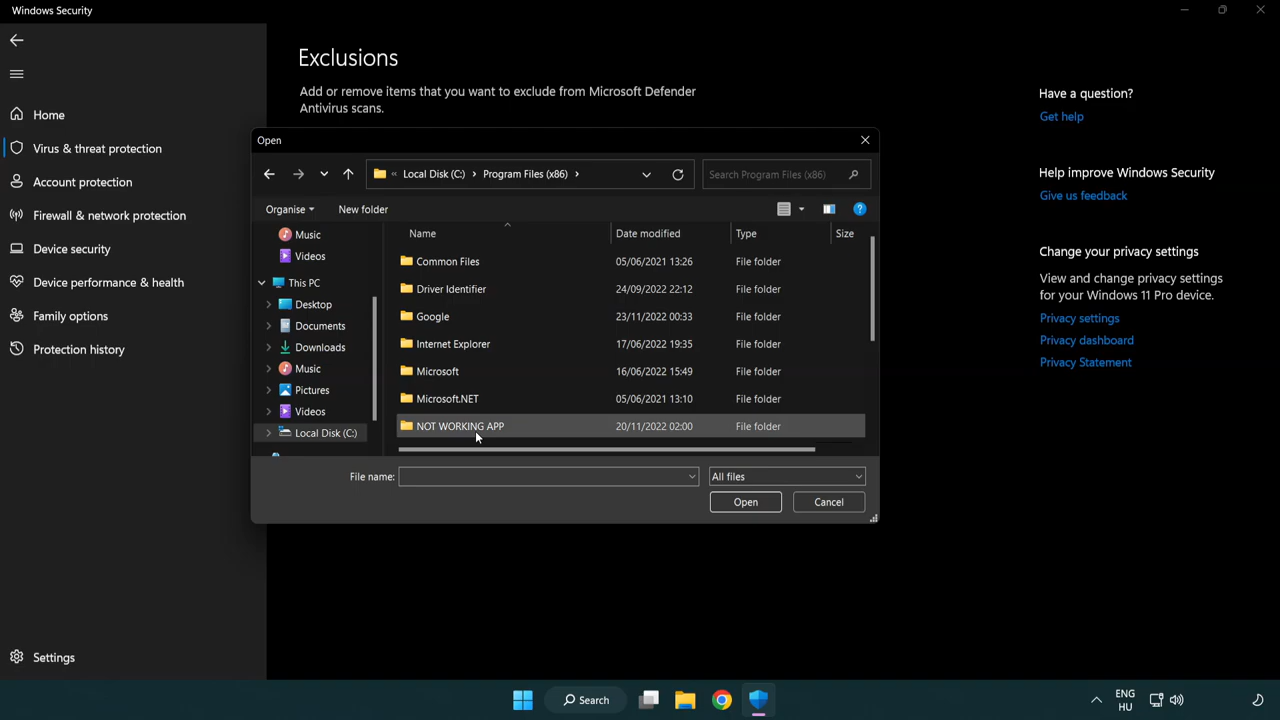 Windows Security
Home
Virus & threat protection
Account protection
Firewall & network protection
Device security
Device performance & health
Family options
Protection history
Settings
Exclusions
Add or remove items that you want to exclude from Microsoft Defender
Antivirus scans.
Open
« Local Disk (C:) › Program Files (x86) ›
Search Program Files (x86)
Organise
New folder
Music
Videos
This PC
Desktop
Documents
Downloads
Music
Pictures
Videos
Local Disk (C:)
Name Date modified Type Size
Common Files 05/06/2021 13:26 File folder
Driver Identifier 24/09/2022 22:12 File folder
Google 23/11/2022 00:33 File folder
Internet Explorer 17/06/2022 19:35 File folder
Microsoft 16/06/2022 15:49 File folder
Microsoft.NET 05/06/2021 13:10 File folder
NOT WORKING APP 20/11/2022 02:00 File folder
File name:
All files
Open
Cancel
Have a question?
Get help
Help improve Windows Security
Give us feedback
Change your privacy settings
View and change privacy settings
for your Windows 11 Pro device.
Privacy settings
Privacy dashboard
Privacy Statement
Search
ENG
HU